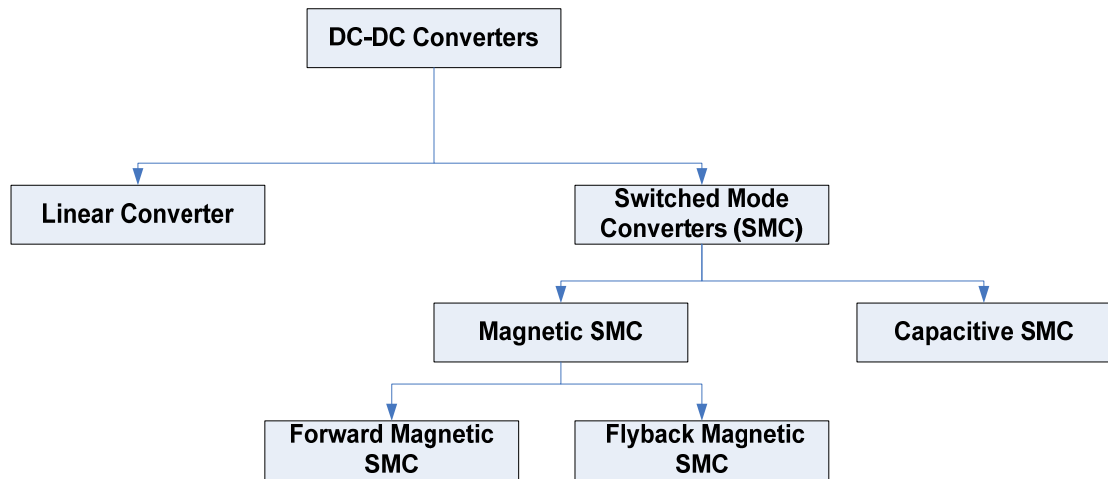 DC-DC Converters
Linear Converter
Switched Mode
Converters (SMC)
Magnetic SMC
Capacitive SMC
Forward Magnetic
SMC
Flyback Magnetic
SMC